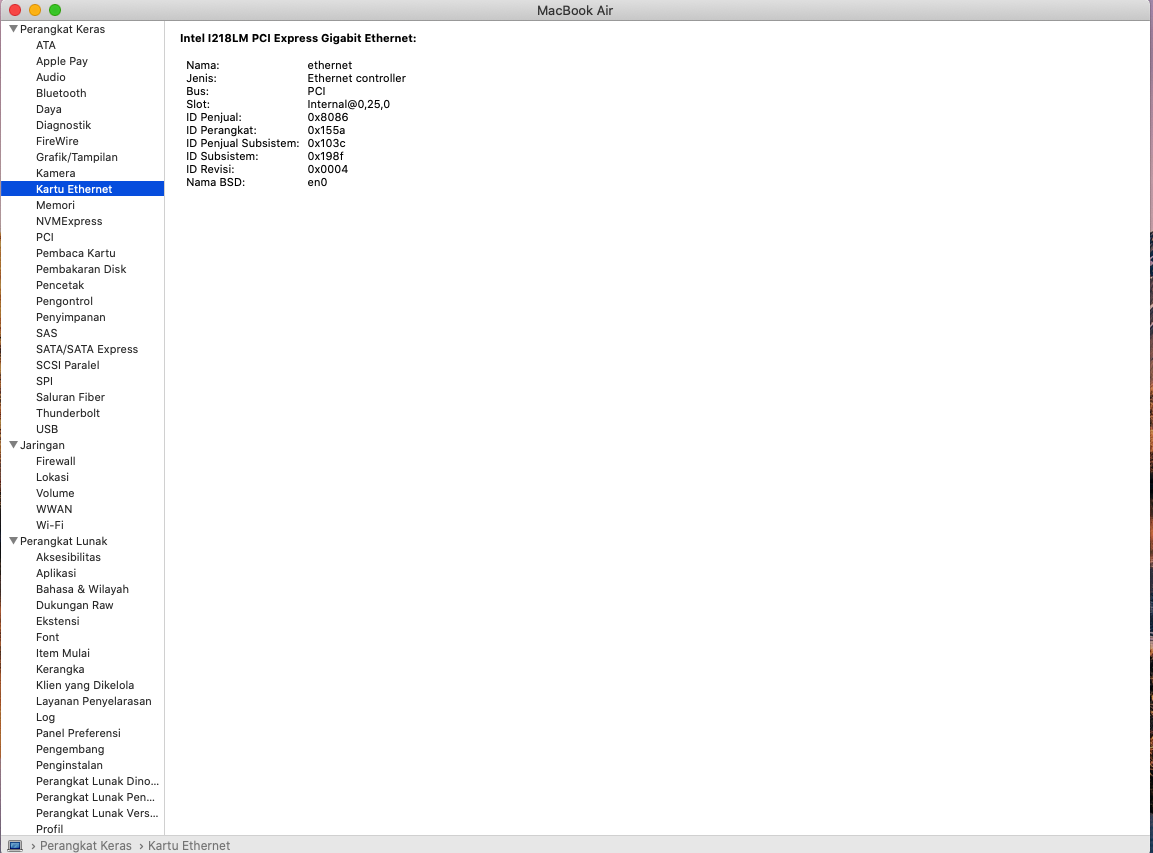 MacBook Air
Perangkat Keras
ATA
Apple Pay
Audio
Bluetooth
Daya
Diagnostik
FireWire
Grafik/Tampilan
Kamera
Kartu Ethernet
Memori
NVMExpress
PCI
Pembaca Kartu
Pembakaran Disk
Pencetak
Pengontrol
Penyimpanan
SAS
SATA/SATA Express
SCSI Paralel
SPI
Saluran Fiber
Thunderbolt
USB
Jaringan
Firewall
Lokasi
Volume
WWAN
Wi-Fi
Perangkat Lunak
Aksesibilitas
Aplikasi
Bahasa & Wilayah
Dukungan Raw
Ekstensi
Font
Item Mulai
Kerangka
Klien yang Dikelola
Layanan Penyelarasan
Log
Panel Preferensi
Pengembang
Penginstalan
Perangkat Lunak Dino...
Perangkat Lunak Pen...
Perangkat Lunak Vers...
Profil
Intel I218LM PCI Express Gigabit Ethernet:
Nama: ethernet
Jenis: Ethernet controller
Bus: PCI
Slot: Internal@0,25,0
ID Penjual: 0x8086
ID Perangkat: 0x155a
ID Penjual Subsistem: 0x103c
ID Subsistem: 0x198f
ID Revisi: 0x0004
Nama BSD: en0
› Perangkat Keras › Kartu Ethernet